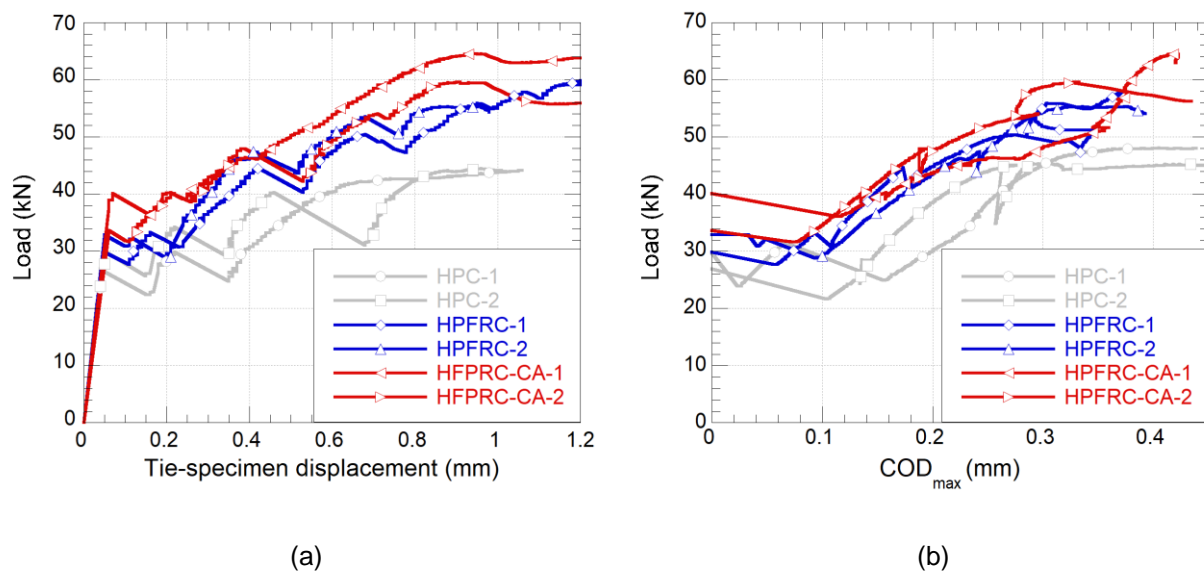 70
60
50
40
30
20
10
0
Load (kN)
0 0.2 0.4 0.6 0.8 1 1.2
Tie-specimen displacement (mm)
HPC-1
HPC-2
HPFRC-1
HPFRC-2
HFPRC-CA-1
HFPRC-CA-2
(a)
70
60
50
40
30
20
10
0
Load (kN)
0 0.1 0.2 0.3 0.4
COD_max (mm)
HPC-1
HPC-2
HPFRC-1
HPFRC-2
HPFRC-CA-1
HPFRC-CA-2
(b)